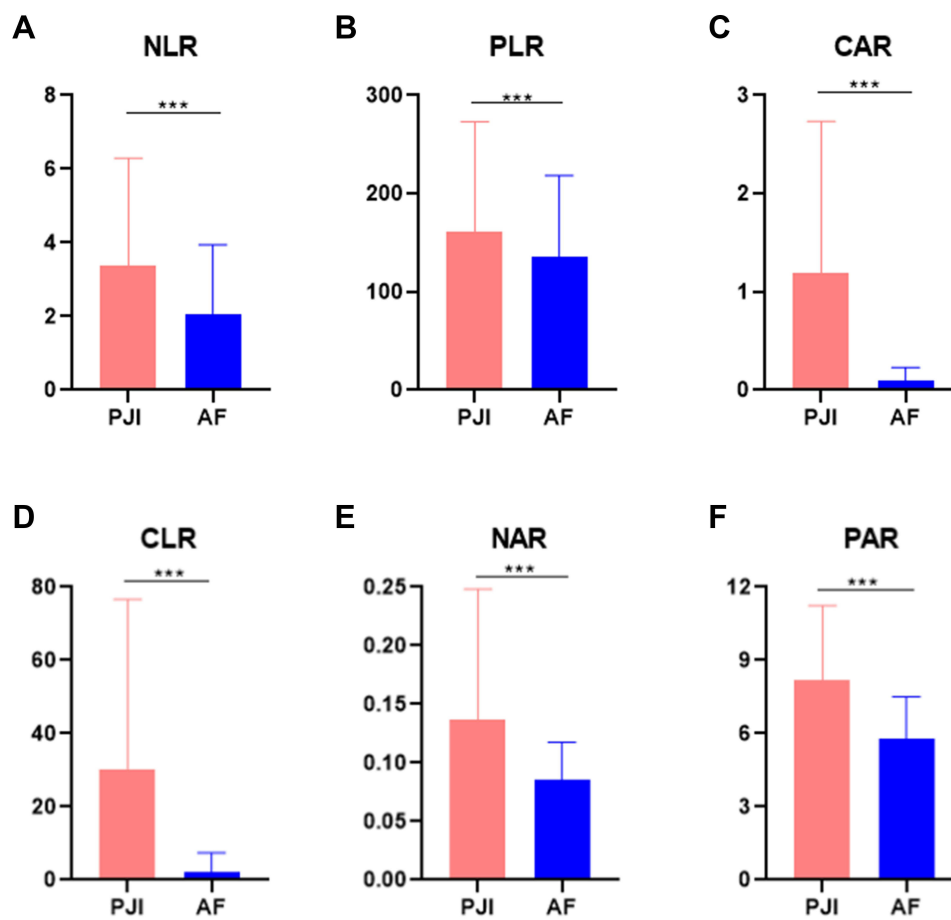 A B C
NLR PLR CAR
8 300 3
*** *** ***
6 200 2
4 100 1
2
0 0 0
PJI AF PJI AF PJI AF
D E F
CLR NAR PAR
80 0.25 12
*** *** ***
60 0.20 9
40 0.15 6
20 0.10 3
0.05
0 0.00 0
PJI AF PJI AF PJI AF